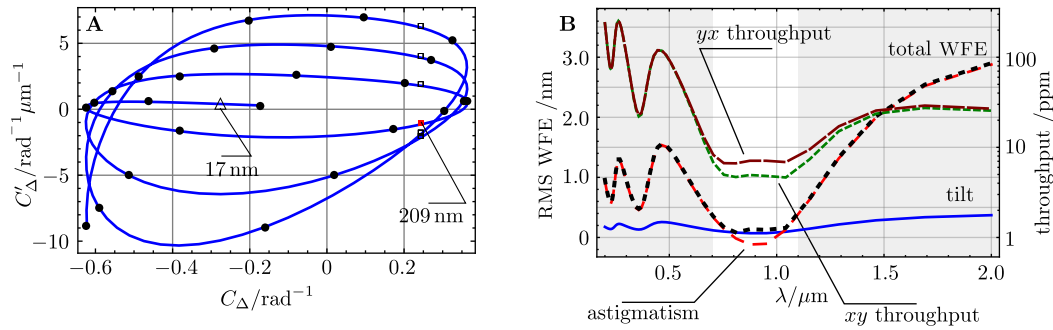 A
5
0
−5
−10
C′Δ/rad⁻¹ μm⁻¹
17 nm
209 nm
−0.6 −0.4 −0.2 0 0.2
CΔ/rad⁻¹
B
3.0
2.0
1.0
0
RMS WFE /nm
yx throughput
total WFE
tilt
100
10
1
throughput /ppm
0.5 1.0 1.5 2.0
λ/μm
astigmatism
xy throughput